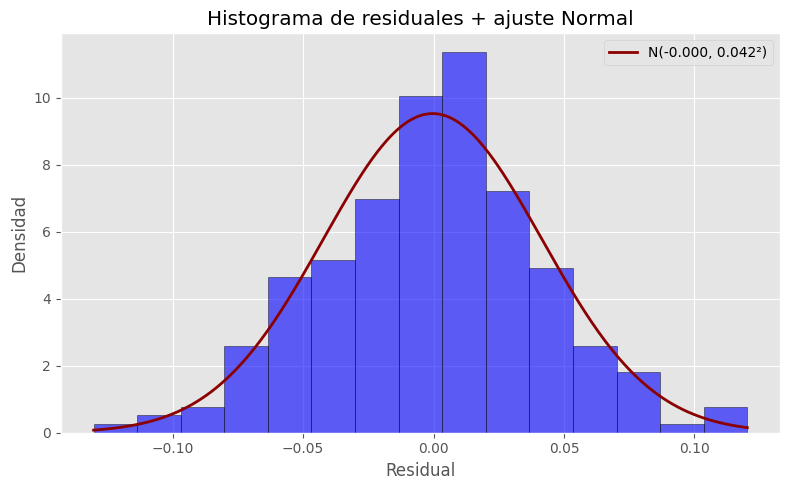 Histograma de residuales + ajuste Normal
N(-0.000, 0.042²)
Densidad
10
8
6
4
2
0
−0.10
−0.05
0.00
0.05
0.10
Residual